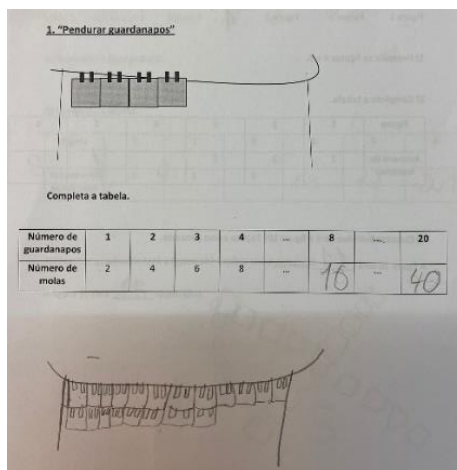 1. "Pendurar guardanapos"
Completa a tabela.
Número de guardanapos 1 2 3 4 ... 8 .... 20
Número de molas 2 4 6 8 ... 16 ... 40